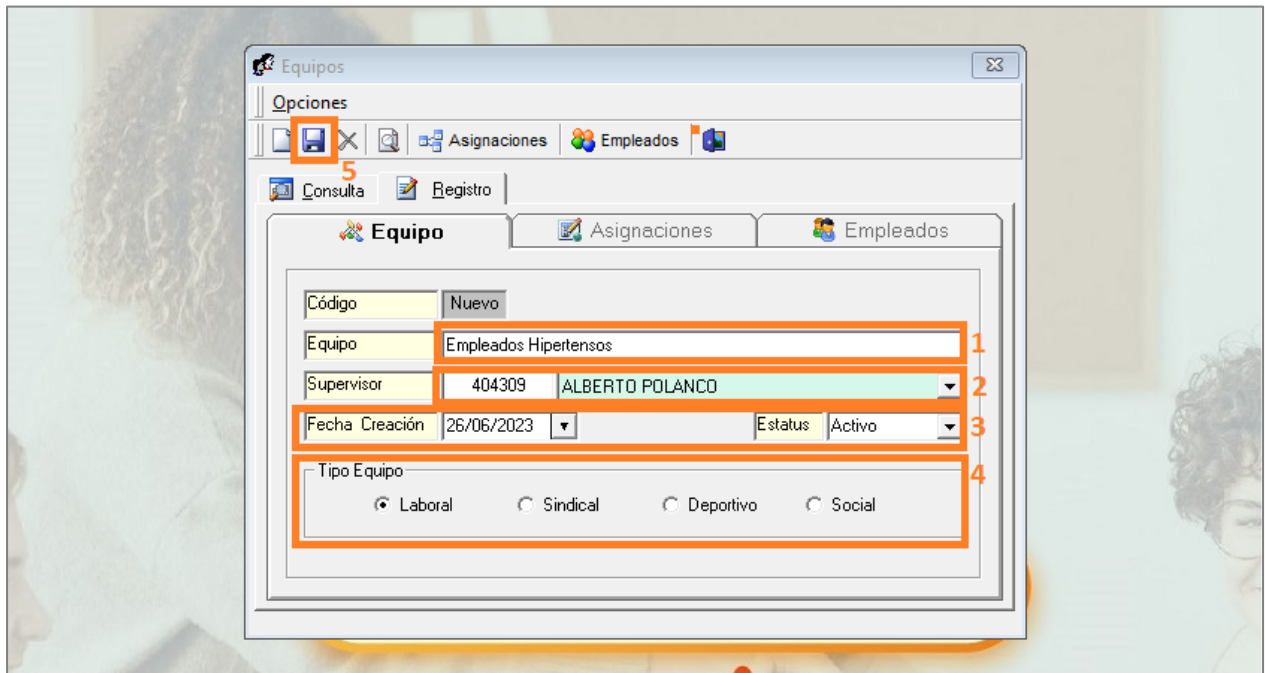 Equipos
Opciones
Asignaciones Empleados
5
Consulta Registro
Equipo Asignaciones Empleados
Código Nuevo
Equipo Empleados Hipertensos 1
Supervisor 404309 ALBERTO POLANCO 2
Fecha Creación 26/06/2023 Estatus Activo 3
Tipo Equipo 4
Laboral Sindical Deportivo Social